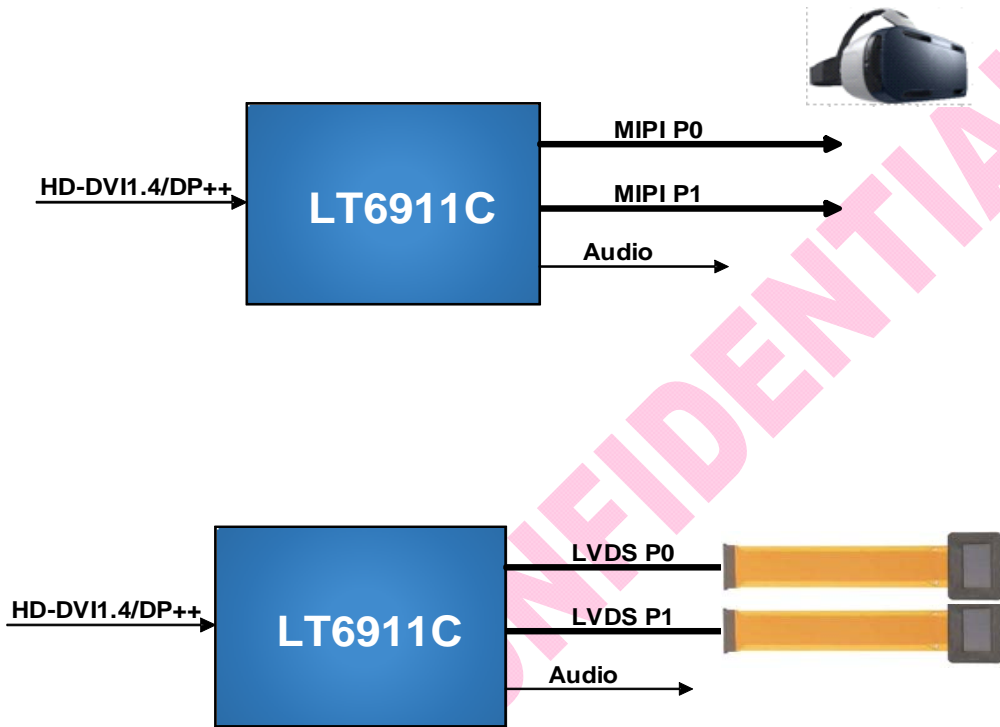 MIPI P0
HD-DVI1.4/DP++
LT6911C
MIPI P1
Audio
LVDS P0
HD-DVI1.4/DP++
LT6911C
LVDS P1
Audio
CONFIDENTIAL